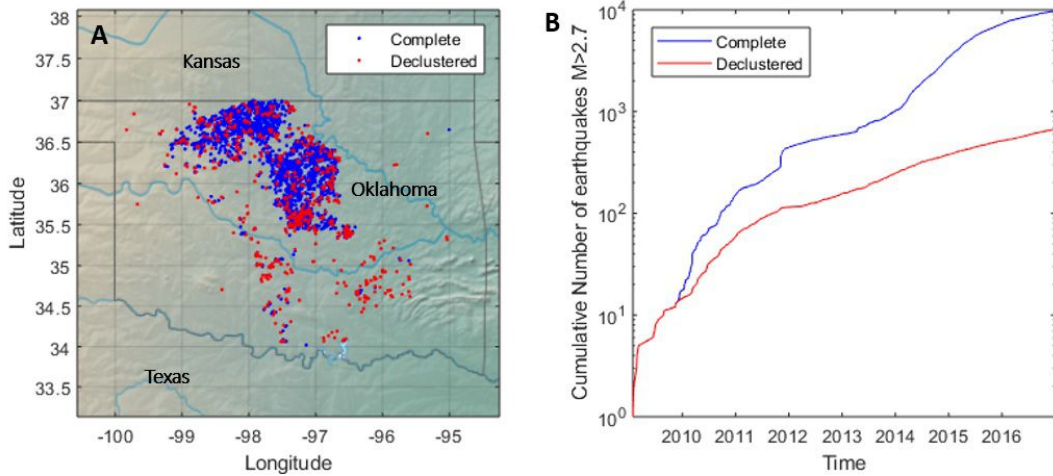 A
Complete
Declustered
Kansas
Oklahoma
Texas
38
37.5
37
36.5
36
35.5
35
34.5
34
33.5
Latitude
-100
-99
-98
-97
-96
-95
Longitude
B
Complete
Declustered
10^4
10^3
10^2
10^1
10^0
Cumulative Number of earthquakes M>2.7
2010
2011
2012
2013
2014
2015
2016
Time